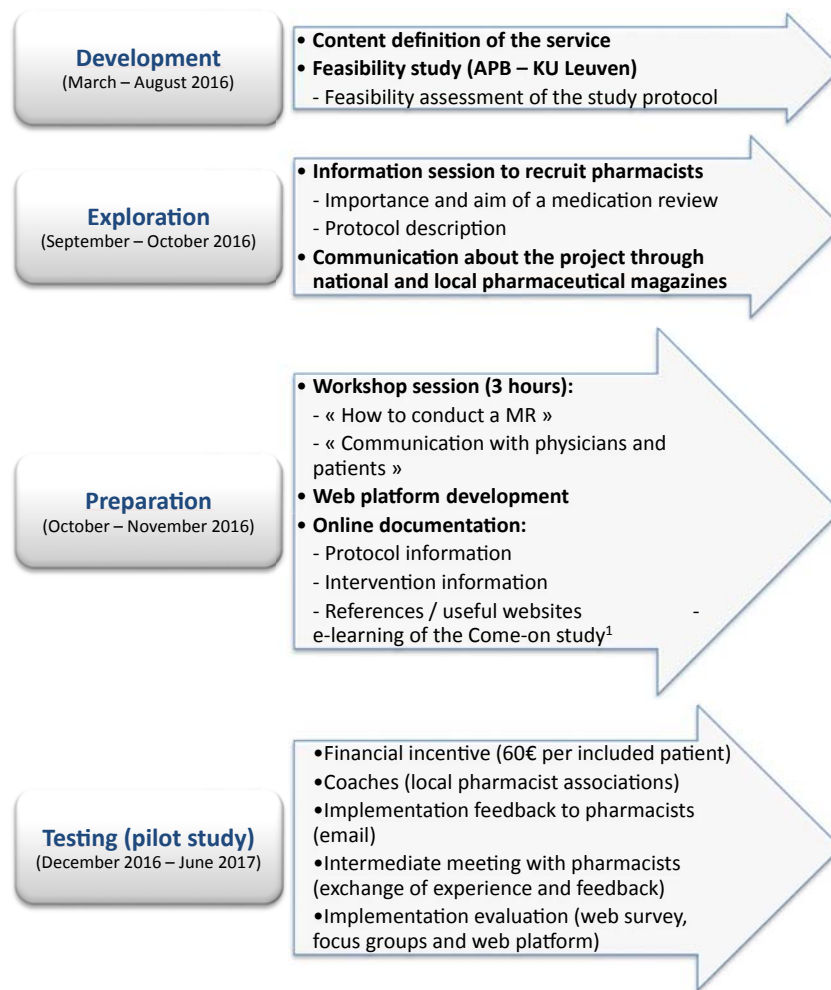 Development
(March – August 2016)
• Content definition of the service
• Feasibility study (APB – KU Leuven)
- Feasibility assessment of the study protocol
Exploration
(September – October 2016)
• Information session to recruit pharmacists
- Importance and aim of a medication review
- Protocol description
• Communication about the project through
national and local pharmaceutical magazines
Preparation
(October – November 2016)
• Workshop session (3 hours):
- « How to conduct a MR »
- « Communication with physicians and
patients »
• Web platform development
• Online documentation:
- Protocol information
- Intervention information
- References / useful websites -
e-learning of the Come-on study¹
Testing (pilot study)
(December 2016 – June 2017)
•Financial incentive (60€ per included patient)
•Coaches (local pharmacist associations)
•Implementation feedback to pharmacists
(email)
•Intermediate meeting with pharmacists
(exchange of experience and feedback)
•Implementation evaluation (web survey,
focus groups and web platform)